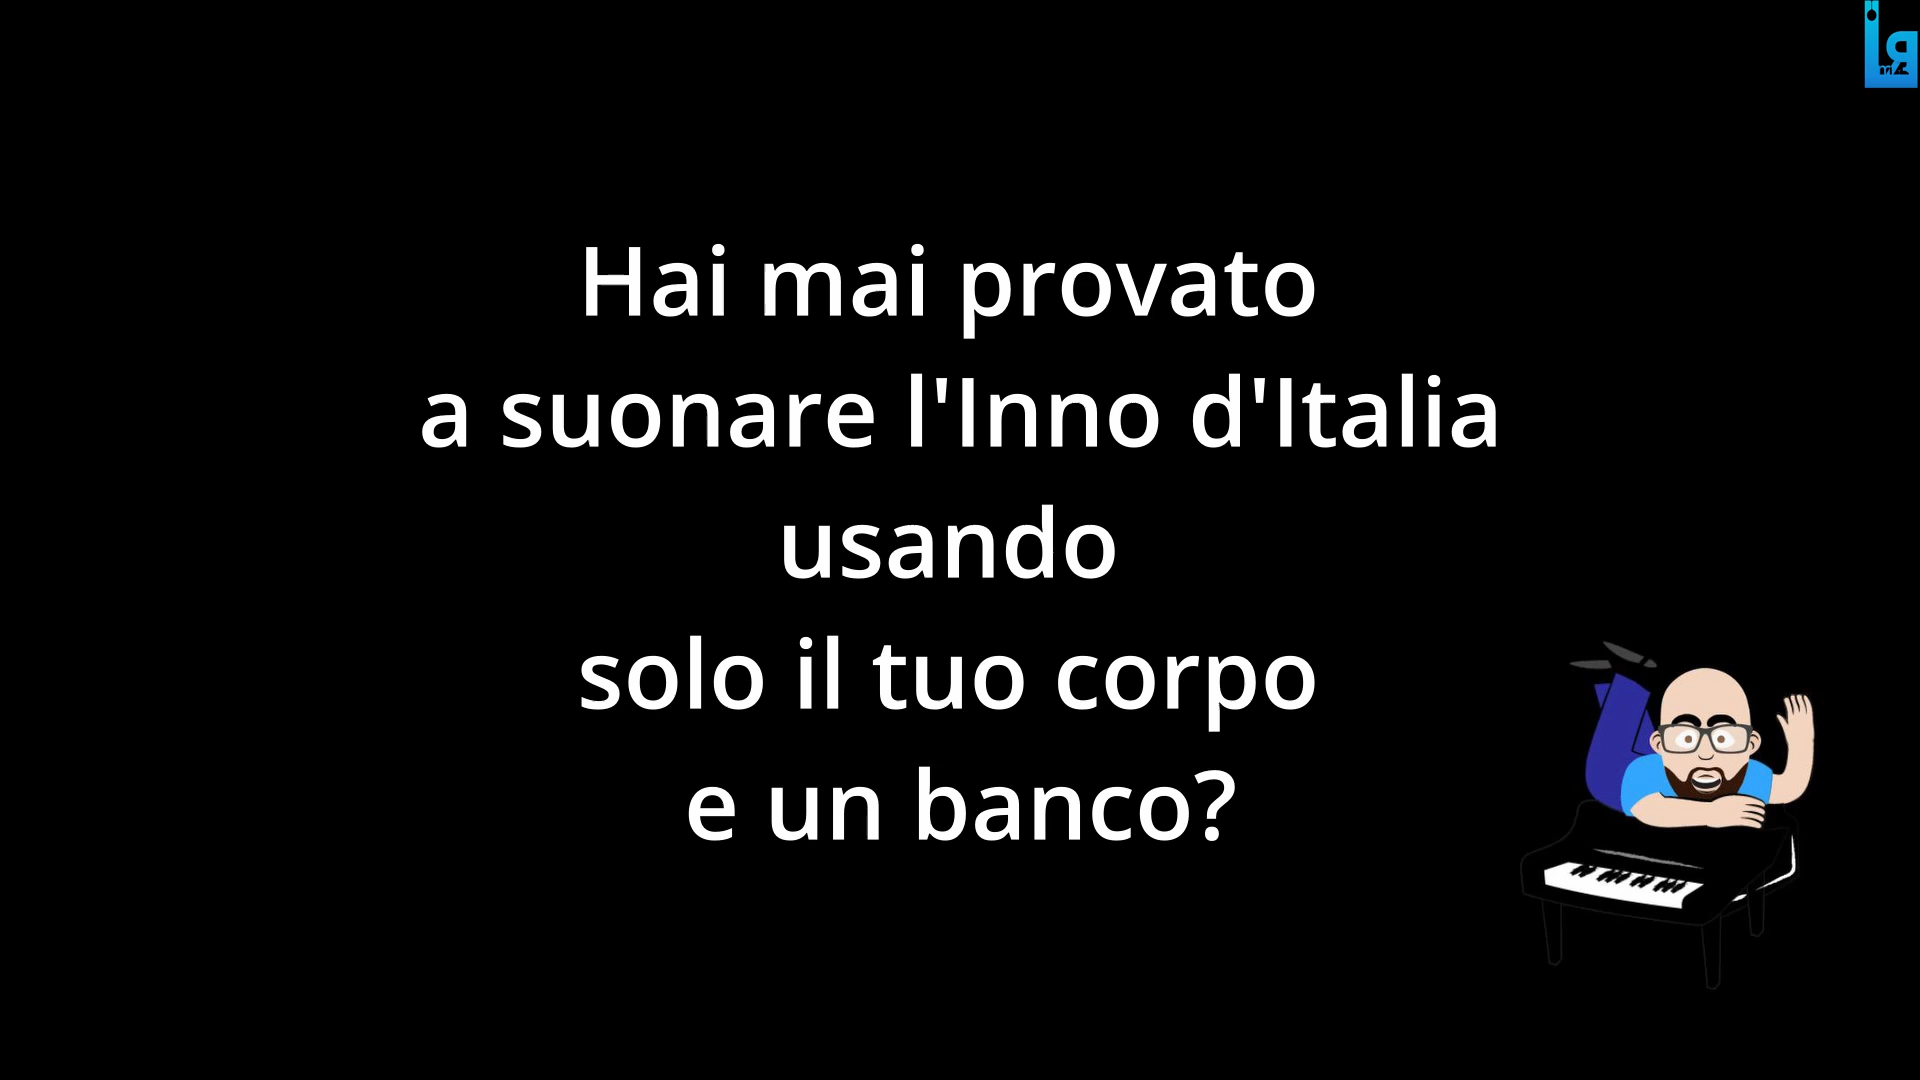 Hai mai provato
a suonare l'Inno d'Italia
usando
solo il tuo corpo
e un banco?